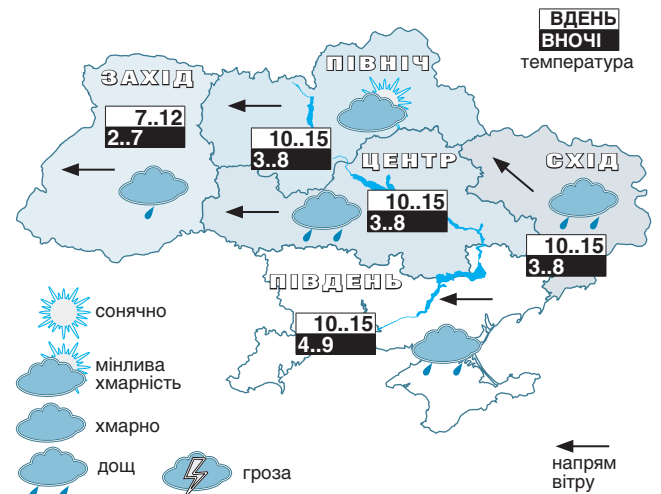 ВДЕНЬ
ВНОЧІ
температура
ЗАХІД
7..12
2..7
ПІВНІЧ
10..15
3..8
ЦЕНТР
10..15
3..8
СХІД
10..15
3..8
ПІВДЕНЬ
10..15
4..9
сонячно
мінлива
хмарність
хмарно
дощ
гроза
напрям
вітру